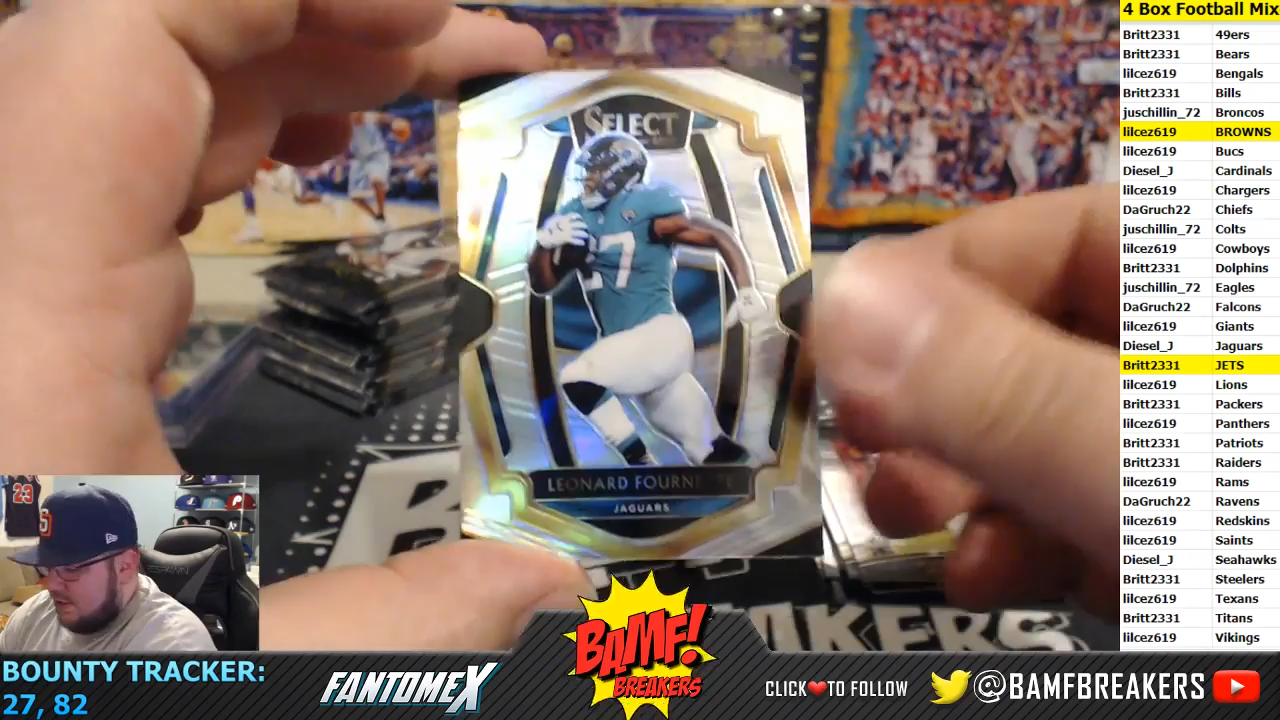 SELECT
27
LEONARD FOURNETTE
JAGUARS
4 Box Football Mix
Britt2331 49ers
Britt2331 Bears
lilcez619 Bengals
Britt2331 Bills
juschillin_72 Broncos
lilcez619 BROWNS
lilcez619 Bucs
Diesel_J Cardinals
lilcez619 Chargers
DaGruch22 Chiefs
juschillin_72 Colts
lilcez619 Cowboys
Britt2331 Dolphins
juschillin_72 Eagles
DaGruch22 Falcons
lilcez619 Giants
Diesel_J Jaguars
Britt2331 JETS
lilcez619 Lions
Britt2331 Packers
lilcez619 Panthers
Britt2331 Patriots
Britt2331 Raiders
lilcez619 Rams
DaGruch22 Ravens
lilcez619 Redskins
lilcez619 Saints
Diesel_J Seahawks
Britt2331 Steelers
lilcez619 Texans
Britt2331 Titans
lilcez619 Vikings
23
BOUNTY TRACKER:
27, 82
FANTOMEX
BAMF!
BREAKERS
CLICK TO FOLLOW
@BAMFBREAKERS